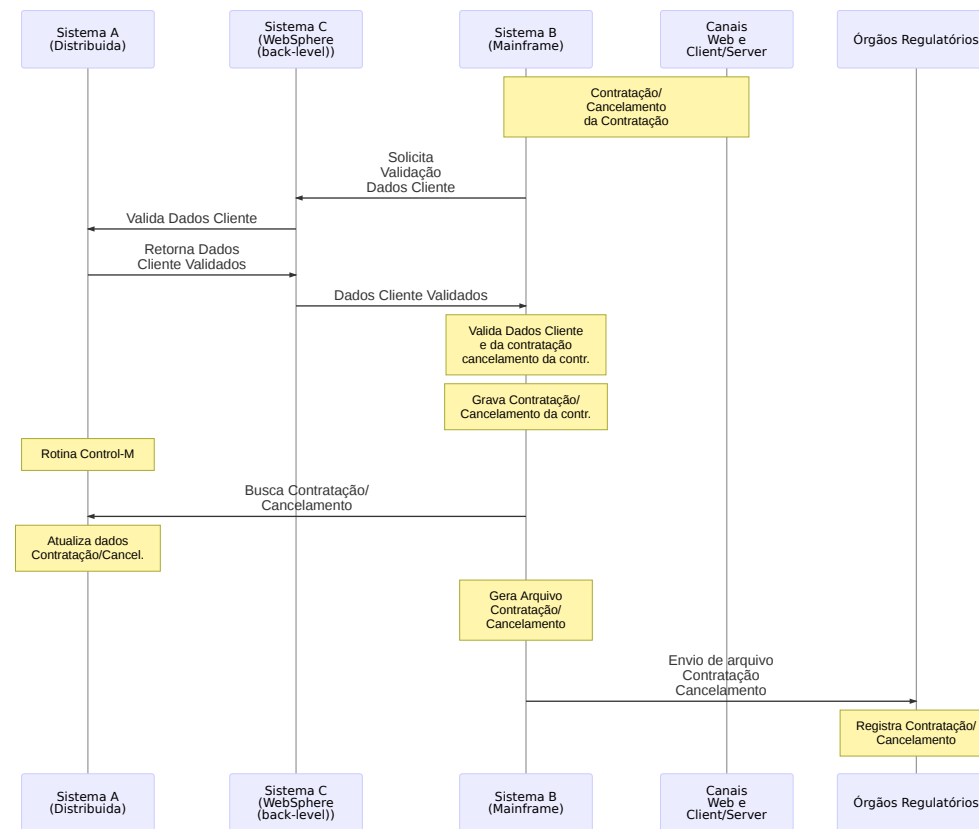 Sistema A
(Distribuida)
Sistema C
(WebSphere
(back-level))
Sistema B
(Mainframe)
Canais
Web e
Client/Server
Órgãos Regulatórios
Contratação/
Cancelamento
da Contratação
Solicita
Validação
Dados Cliente
Valida Dados Cliente
Retorna Dados
Cliente Validados
Dados Cliente Validados
Valida Dados Cliente
e da contratação
cancelamento da contr.
Grava Contratação/
Cancelamento da contr.
Rotina Control-M
Busca Contratação/
Cancelamento
Atualiza dados
Contratação/Cancel.
Gera Arquivo
Contratação/
Cancelamento
Envio de arquivo
Contratação
Cancelamento
Registra Contratação/
Cancelamento
Sistema A
(Distribuida)
Sistema C
(WebSphere
(back-level))
Sistema B
(Mainframe)
Canais
Web e
Client/Server
Órgãos Regulatórios